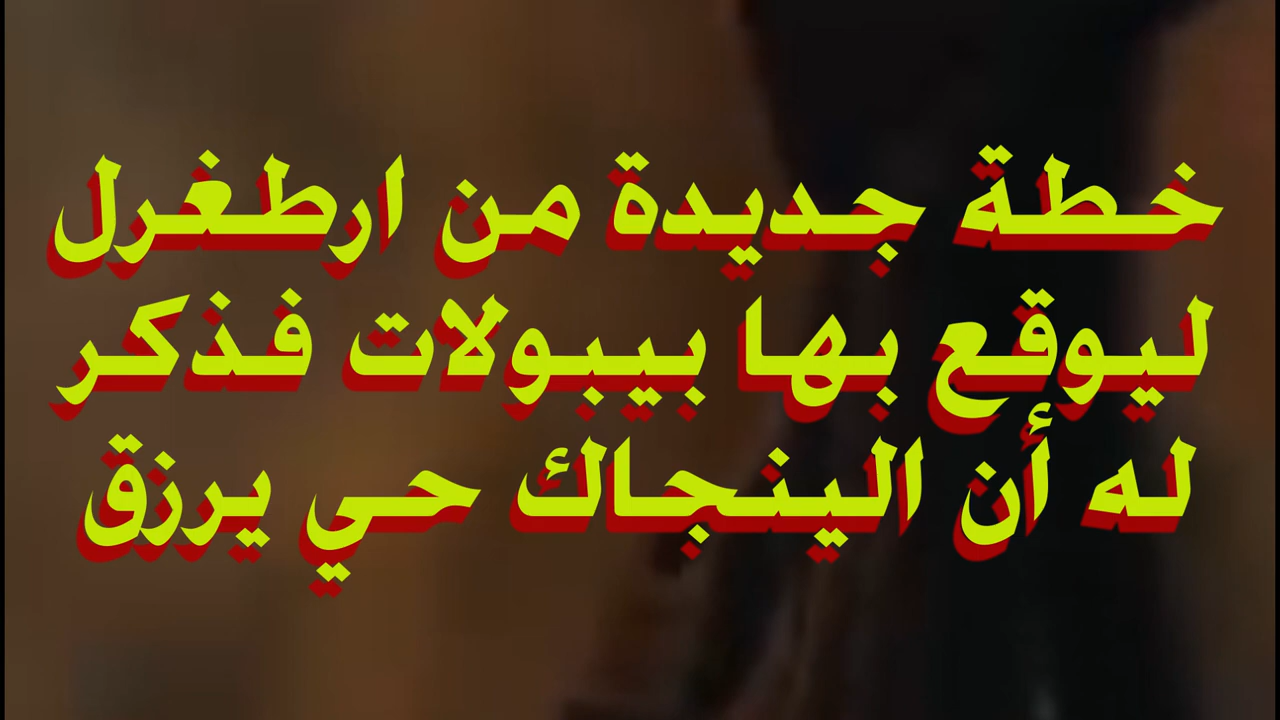 خطة جديدة من ارطغرل
ليوقع بها بيبولات فذكر
له أن الينجاك حي يرزق